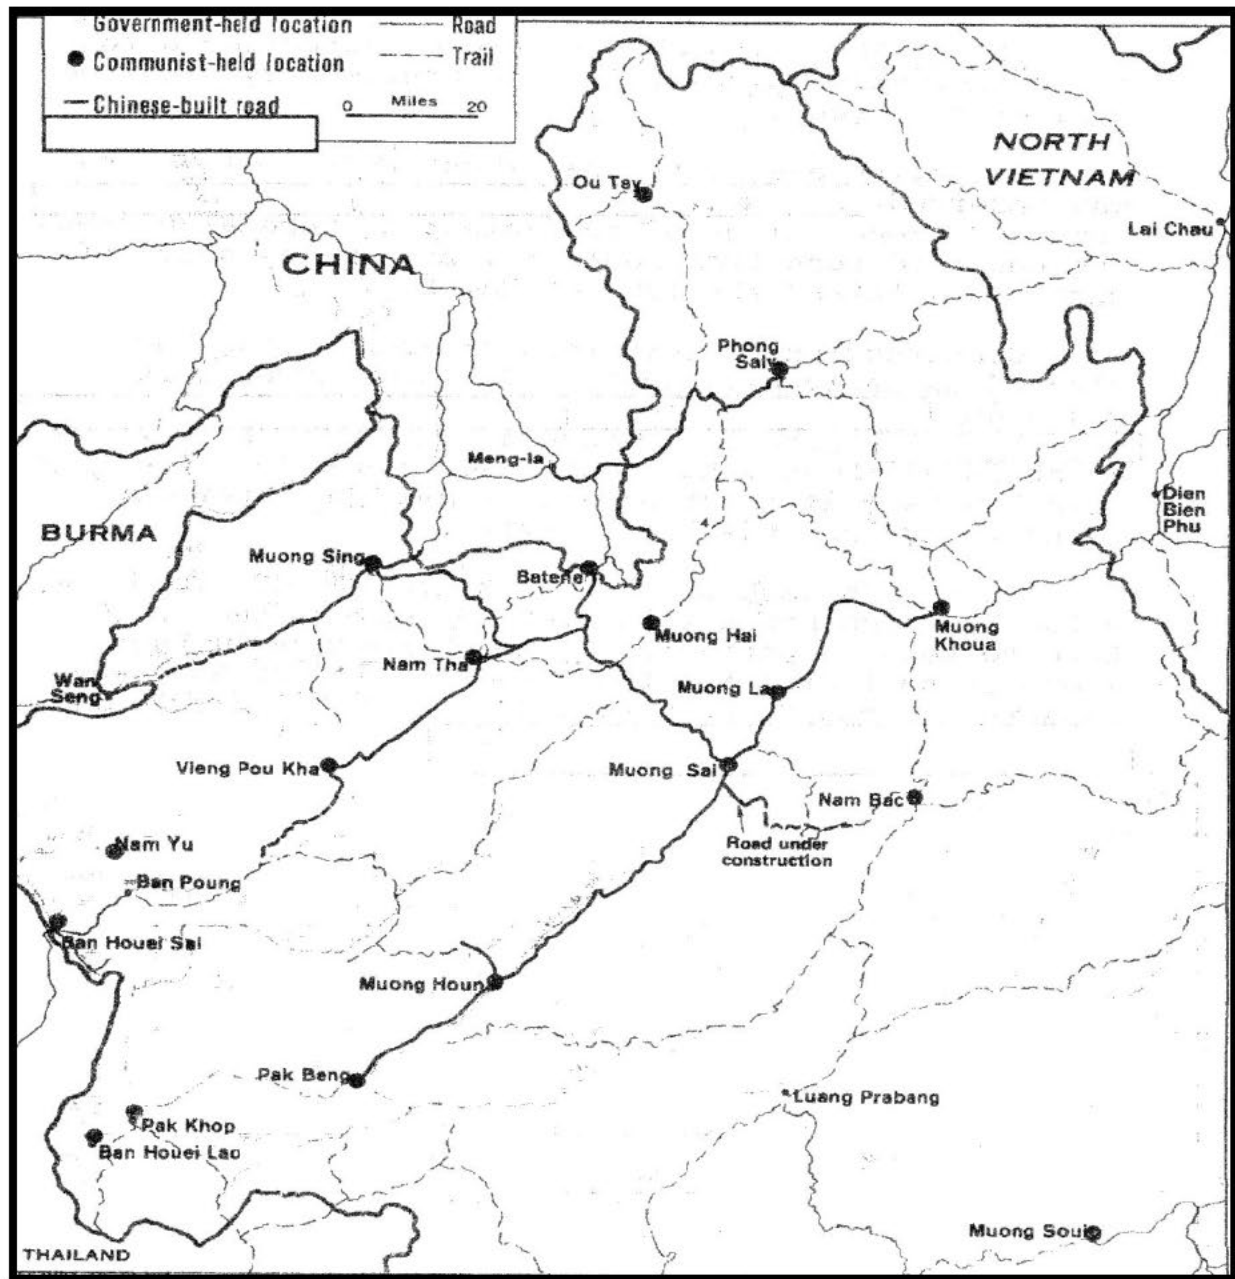 Government-held location
Road
Communist-held location
Trail
Chinese-built road
0 Miles 20
NORTH
VIETNAM
Ou Tay
Lai Chau
CHINA
Phong
Saly
Meng-la
Dien
Bien
Phu
BURMA
Muong Sing
Batene
Muong Hai
Muong
Khoua
Nam Tha
Wan
Seng
Muong La
Vieng Pou Kha
Muong Sai
Nam Bac
Road under
construction
Nam Yu
Ban Poung
Ban Houei Sai
Muong Houn
Pak Beng
Luang Prabang
Pak Khop
Ban Houei Lao
Muong Soui
THAILAND